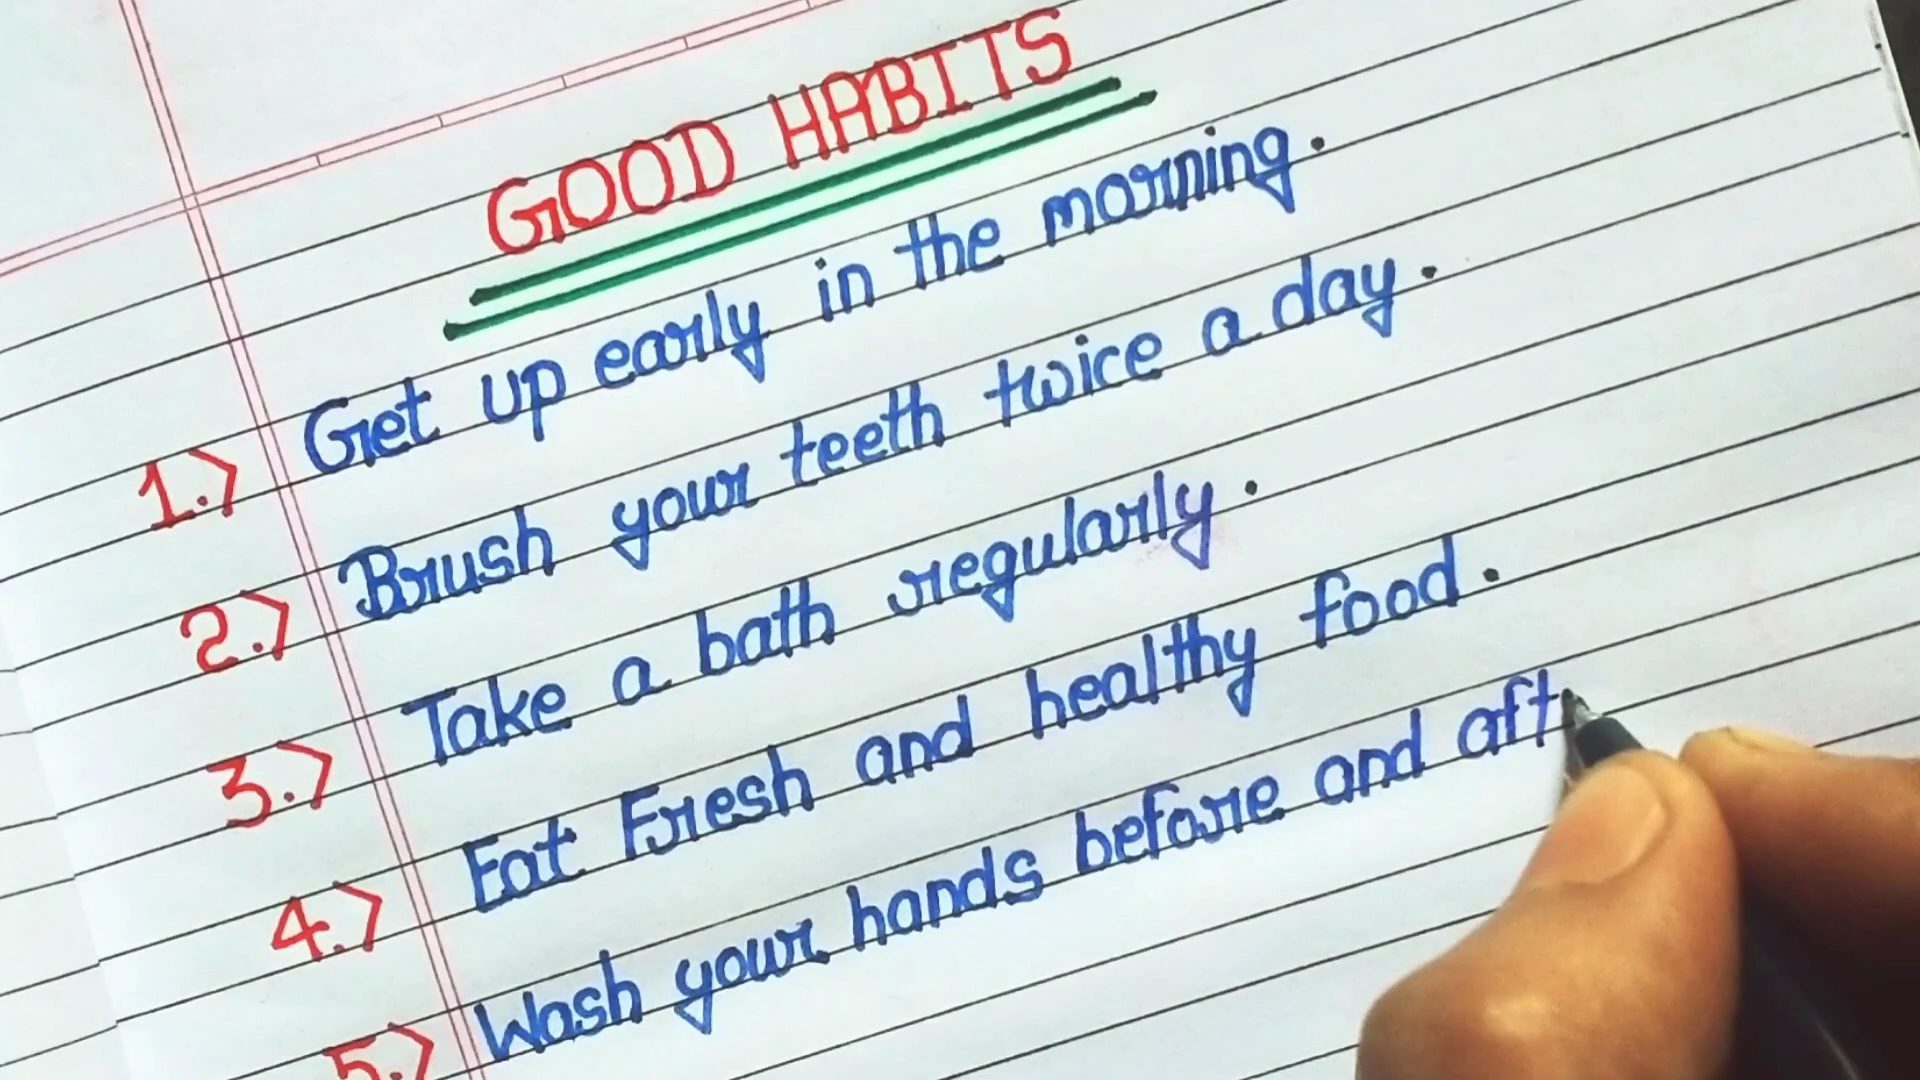 GOOD HABITS
1.) Get up early in the morning.
2.) Brush your teeth twice a day.
3.) Take a bath regularly.
4.) Eat Fresh and healthy food.
5.) Wash your hands before and aft